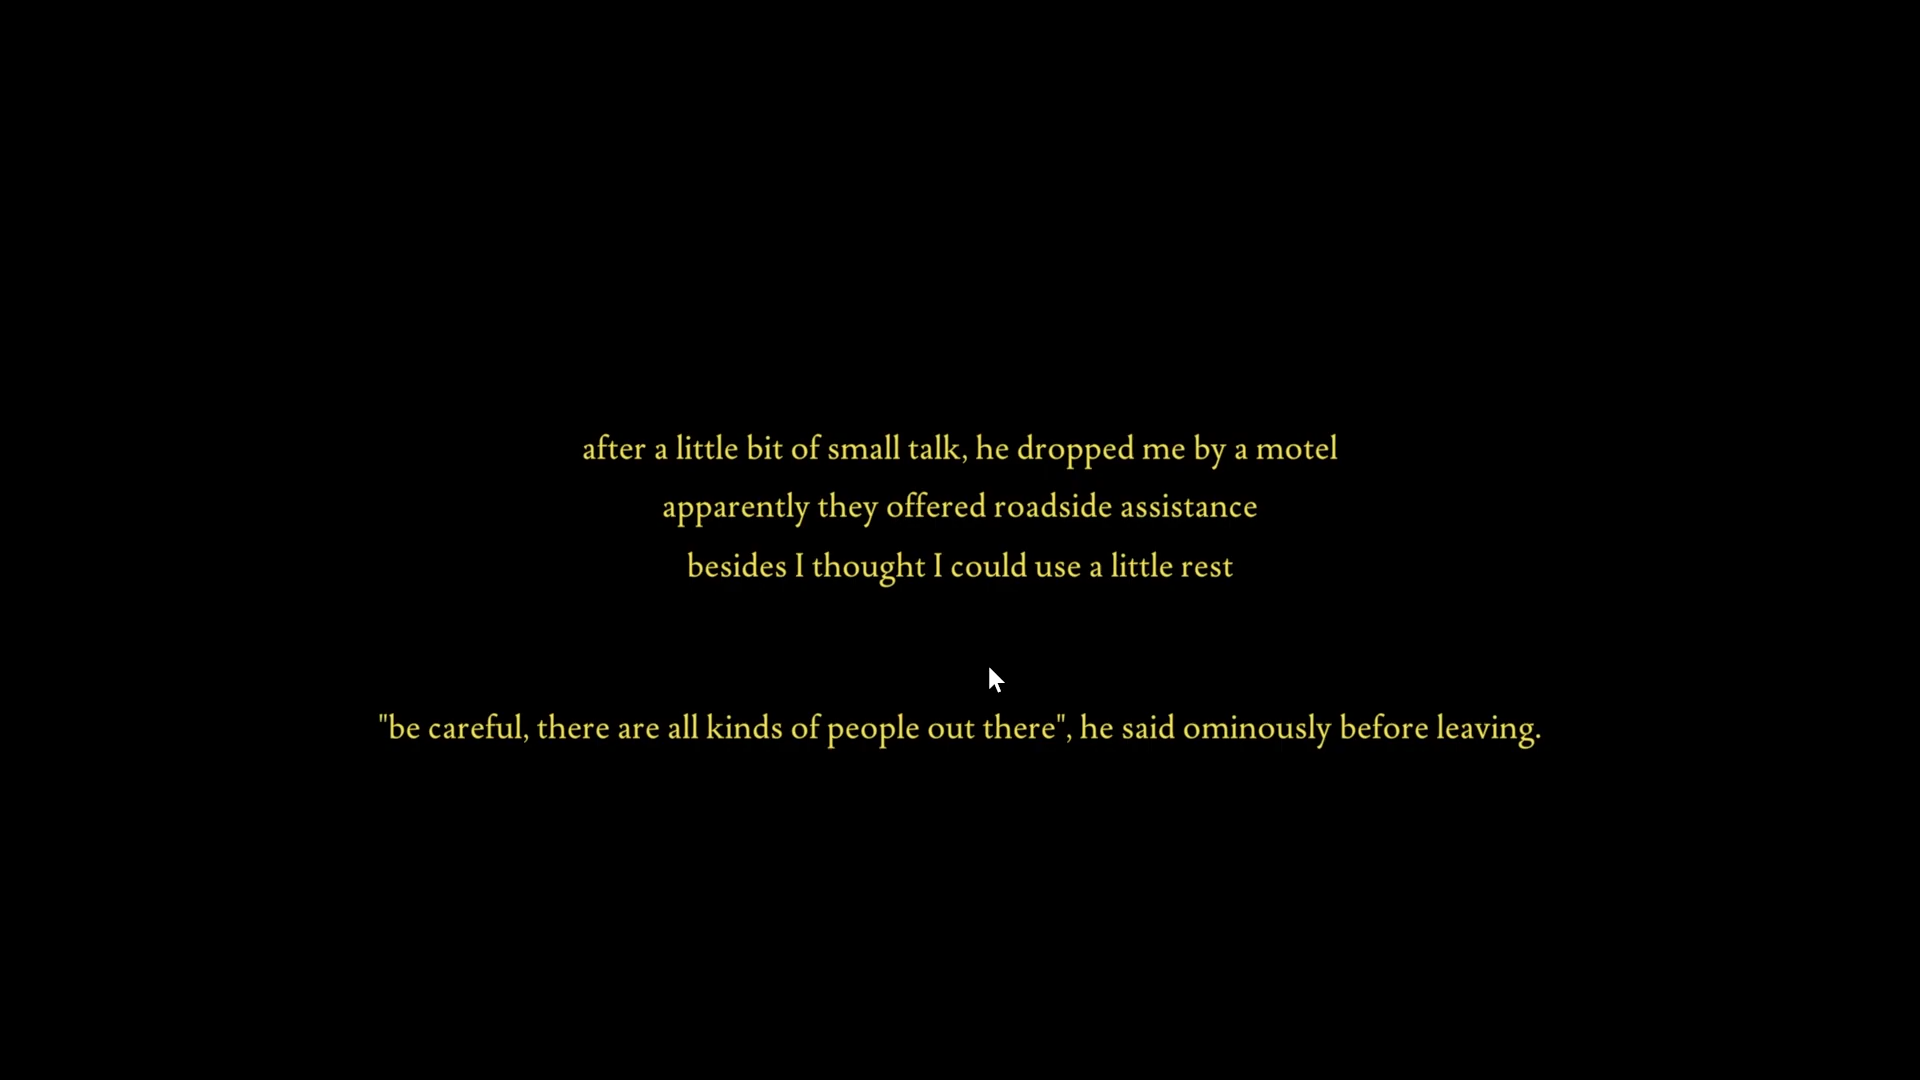 after a little bit of small talk, he dropped me by a motel
apparently they offered roadside assistance
besides I thought I could use a little rest
"be careful, there are all kinds of people out there", he said ominously before leaving.